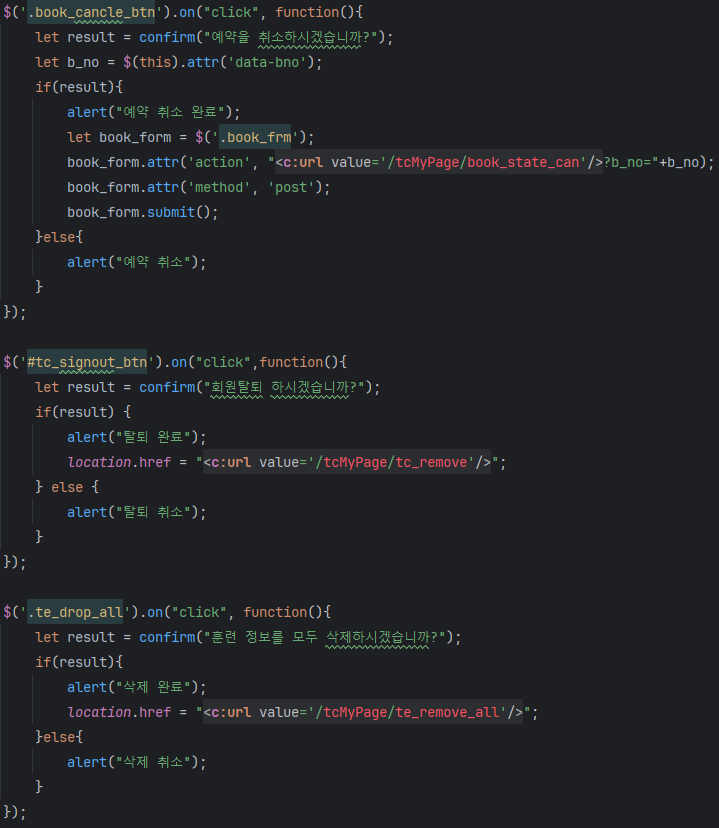 $('.book_cancle_btn').on("click", function(){
    let result = confirm("예약을 취소하시겠습니까?");
    let b_no = $(this).attr('data-bno');
    if(result){
        alert("예약 취소 완료");
        let book_form = $('.book_frm');
        book_form.attr('action', "<c:url value='/tcMyPage/book_state_can'/>?b_no="+b_no);
        book_form.attr('method', 'post');
        book_form.submit();
    }else{
        alert("예약 취소");
    }
});

$('#tc_signout_btn').on("click",function(){
    let result = confirm("회원탈퇴 하시겠습니까?");
    if(result) {
        alert("탈퇴 완료");
        location.href = "<c:url value='/tcMyPage/tc_remove'/>";
    } else {
        alert("탈퇴 취소");
    }
});

$('.te_drop_all').on("click", function(){
    let result = confirm("훈련 정보를 모두 삭제하시겠습니까?");
    if(result){
        alert("삭제 완료");
        location.href = "<c:url value='/tcMyPage/te_remove_all'/>";
    }else{
        alert("삭제 취소");
    }
});